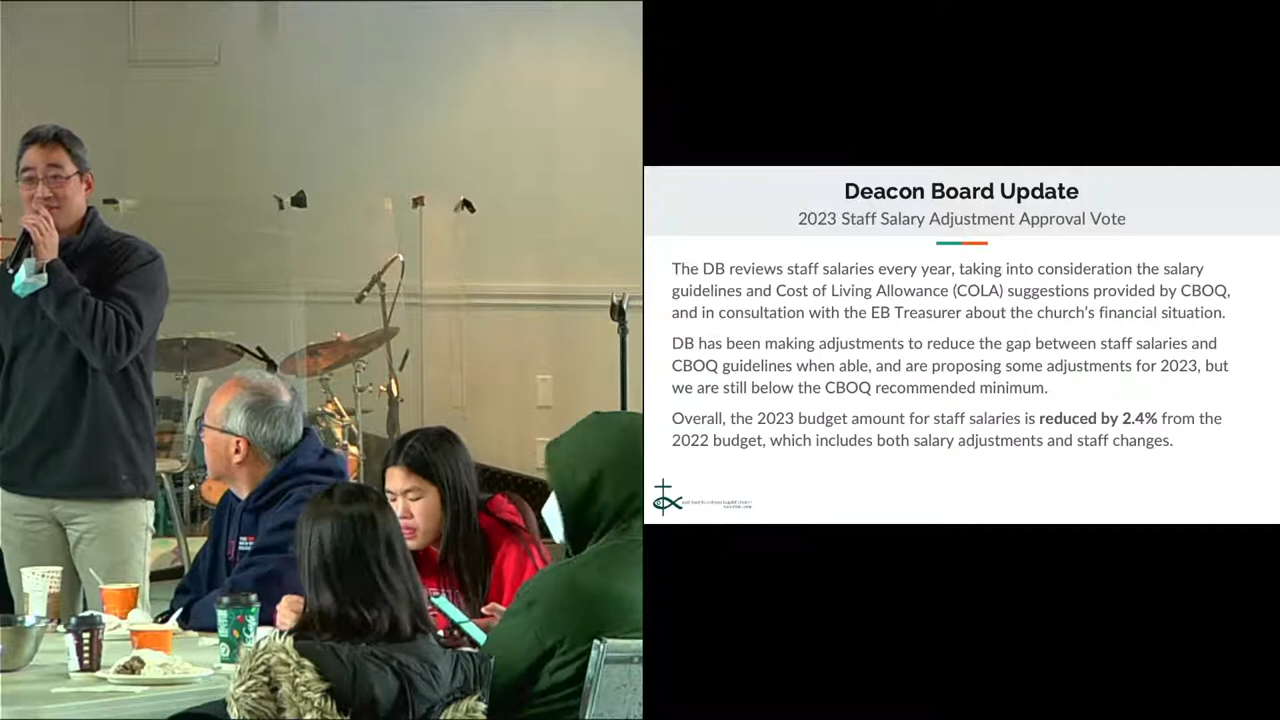 Deacon Board Update
2023 Staff Salary Adjustment Approval Vote
The DB reviews staff salaries every year, taking into consideration the salary
guidelines and Cost of Living Allowance (COLA) suggestions provided by CBOQ,
and in consultation with the EB Treasurer about the church's financial situation.
DB has been making adjustments to reduce the gap between staff salaries and
CBOQ guidelines when able, and are proposing some adjustments for 2023, but
we are still below the CBOQ recommended minimum.
Overall, the 2023 budget amount for staff salaries is reduced by 2.4% from the
2022 budget, which includes both salary adjustments and staff changes.
baptist church